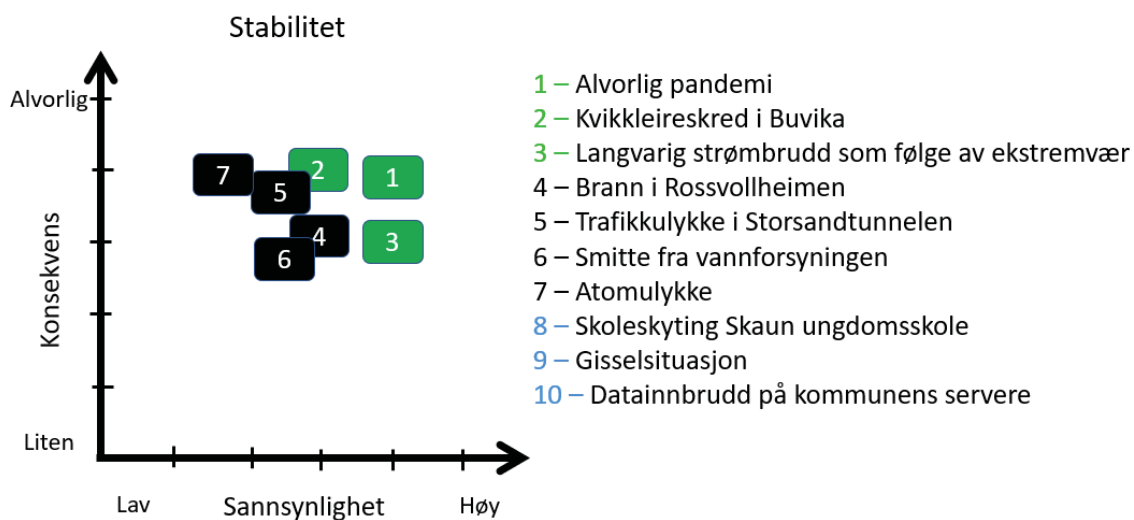 Stabilitet
Alvorlig
Konsekvens
Liten
7
5
2
1
4
6
3
Lav
Sannsynlighet
Høy
1 – Alvorlig pandemi
2 – Kvikkleireskred i Buvika
3 – Langvarig strømbrudd som følge av ekstremvær
4 – Brann i Rossvollheimen
5 – Trafikkulykke i Storsandtunnelen
6 – Smitte fra vannforsyningen
7 – Atomulykke
8 – Skoleskyting Skaun ungdomsskole
9 – Gisselsituasjon
10 – Datainnbrudd på kommunens servere